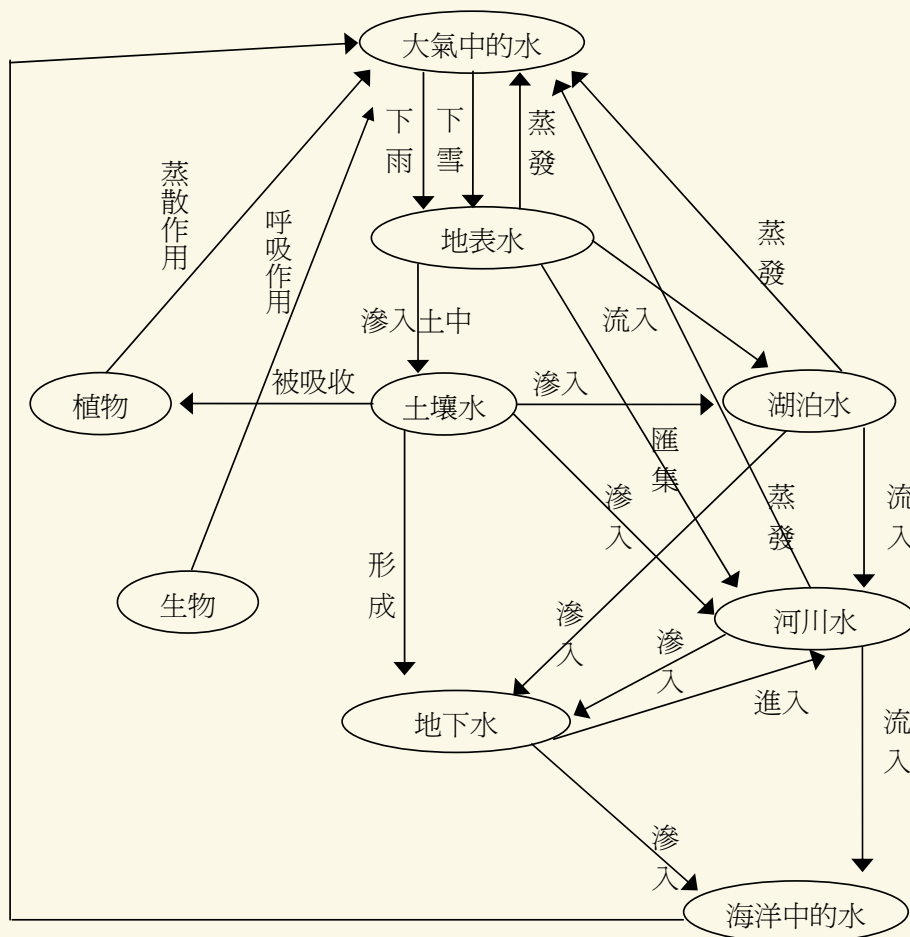 大氣中的水
下雨
下雪
蒸發
蒸散作用
呼吸作用
地表水
蒸發
滲入土中
流入
被吸收
滲入
植物
土壤水
湖泊水
匯集
滲入
蒸發
流入
形成
生物
滲入
河川水
滲入
進入
地下水
流入
滲入
海洋中的水